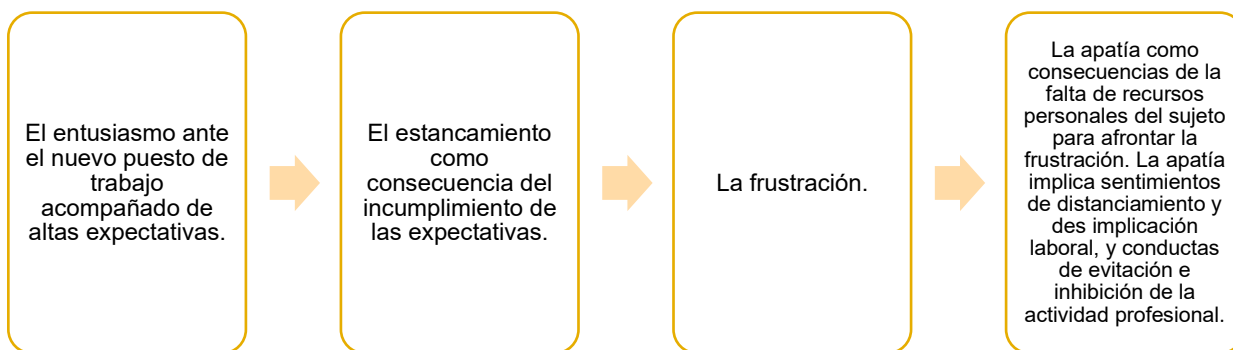 El entusiasmo ante
el nuevo puesto de
trabajo
acompañado de
altas expectativas.
El estancamiento
como
consecuencia del
incumplimiento de
las expectativas.
La frustración.
La apatía como
consecuencias de la
falta de recursos
personales del sujeto
para afrontar la
frustración. La apatía
implica sentimientos
de distanciamiento y
des implicación
laboral, y conductas
de evitación e
inhibición de la
actividad profesional.